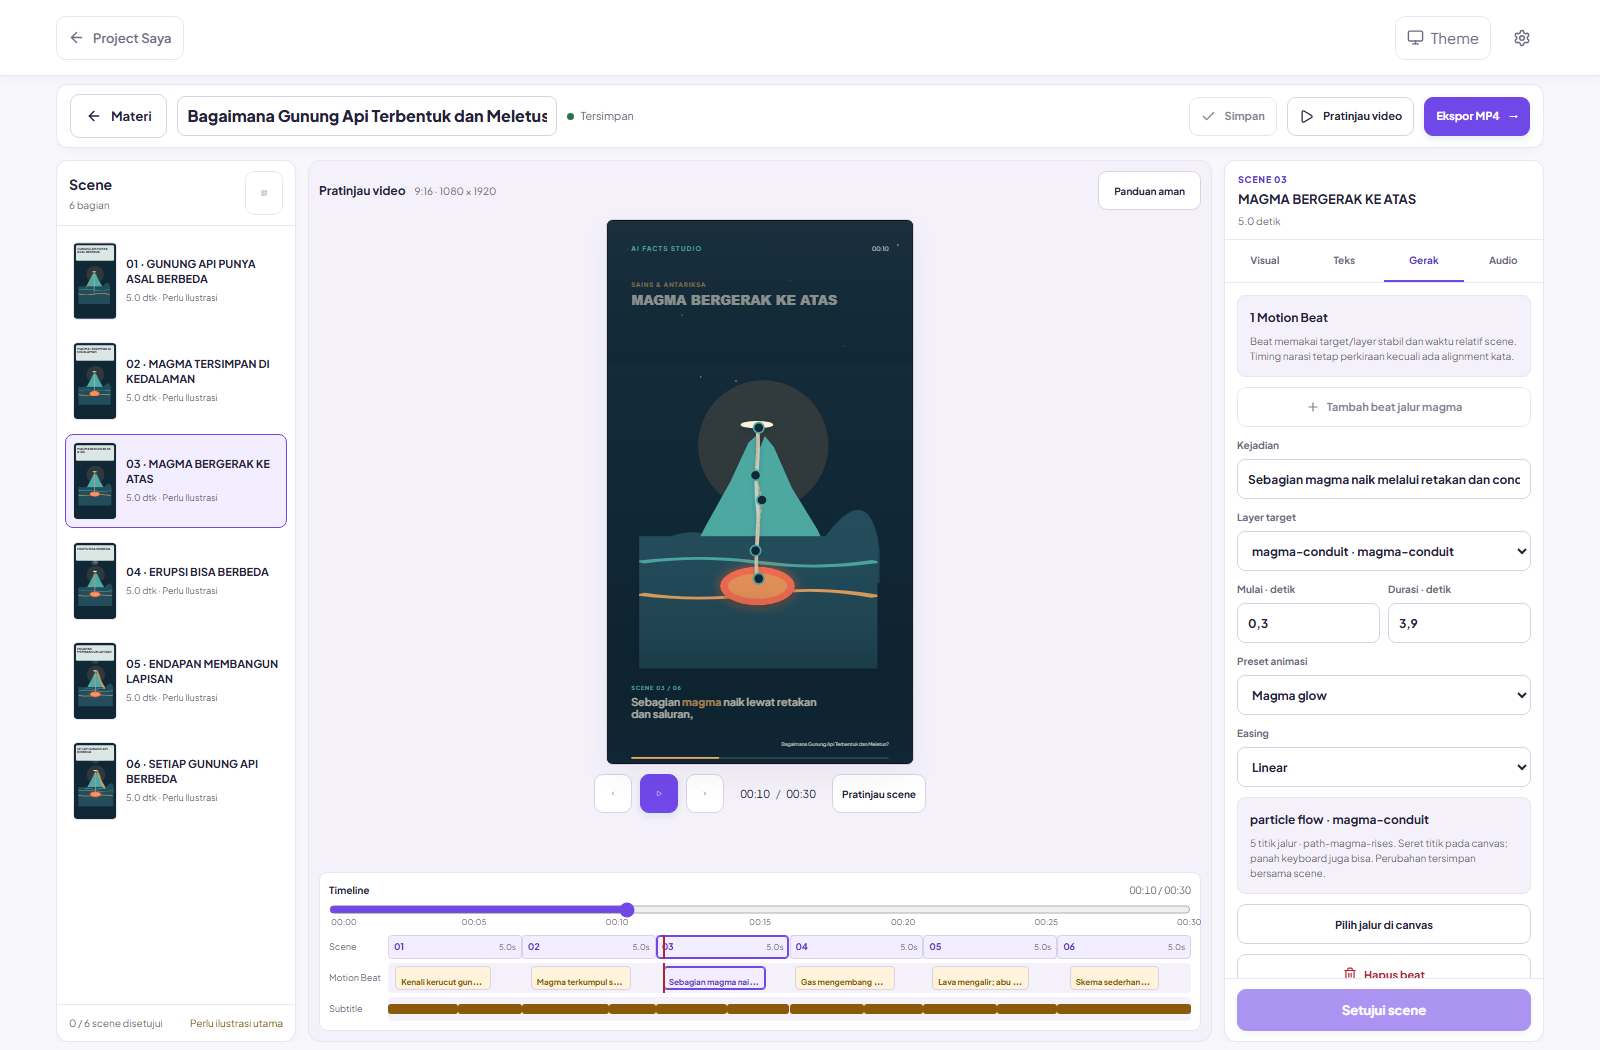 Project Saya
Theme
Materi
Bagaimana Gunung Api Terbentuk dan Meletus
Tersimpan
Simpan
Pratinjau video
Ekspor MP4 →
Scene
6 bagian
01 · GUNUNG API PUNYA
ASAL BERBEDA
5.0 dtk · Perlu Ilustrasi
02 · MAGMA TERSIMPAN DI
KEDALAMAN
5.0 dtk · Perlu Ilustrasi
03 · MAGMA BERGERAK KE
ATAS
5.0 dtk · Perlu Ilustrasi
04 · ERUPSI BISA BERBEDA
5.0 dtk · Perlu Ilustrasi
05 · ENDAPAN MEMBANGUN
LAPISAN
5.0 dtk · Perlu Ilustrasi
06 · SETIAP GUNUNG API
BERBEDA
5.0 dtk · Perlu Ilustrasi
0 / 6 scene disetujui
Perlu ilustrasi utama
Pratinjau video
9:16 · 1080 × 1920
Panduan aman
AI FACTS STUDIO
00:10
SAINS & ANTARIKSA
MAGMA BERGERAK KE ATAS
SCENE 03 / 06
Sebagian magma naik lewat retakan
dan saluran,
Bagaimana Gunung Api Terbentuk dan Meletus?
00:10 / 00:30
Pratinjau scene
Timeline
00:10 / 00:30
00:00
00:05
00:10
00:15
00:20
00:25
00:30
Scene
01 5.0s
02 5.0s
03 5.0s
04 5.0s
05 5.0s
06 5.0s
Motion Beat
Kenali kerucut gun...
Magma terkumpul s...
Sebagian magma nai...
Gas mengembang ...
Lava mengalir; abu ...
Skema sederhan...
Subtitle
SCENE 03
MAGMA BERGERAK KE ATAS
5.0 detik
Visual
Teks
Gerak
Audio
1 Motion Beat
Beat memakai target/layer stabil dan waktu relatif scene.
Timing narasi tetap perkiraan kecuali ada alignment kata.
Tambah beat jalur magma
Kejadian
Sebagian magma naik melalui retakan dan conc
Layer target
magma-conduit · magma-conduit
Mulai · detik
Durasi · detik
0,3
3,9
Preset animasi
Magma glow
Easing
Linear
particle flow · magma-conduit
5 titik jalur · path-magma-rises. Seret titik pada canvas;
panah keyboard juga bisa. Perubahan tersimpan
bersama scene.
Pilih jalur di canvas
Hapus beat
Setujui scene